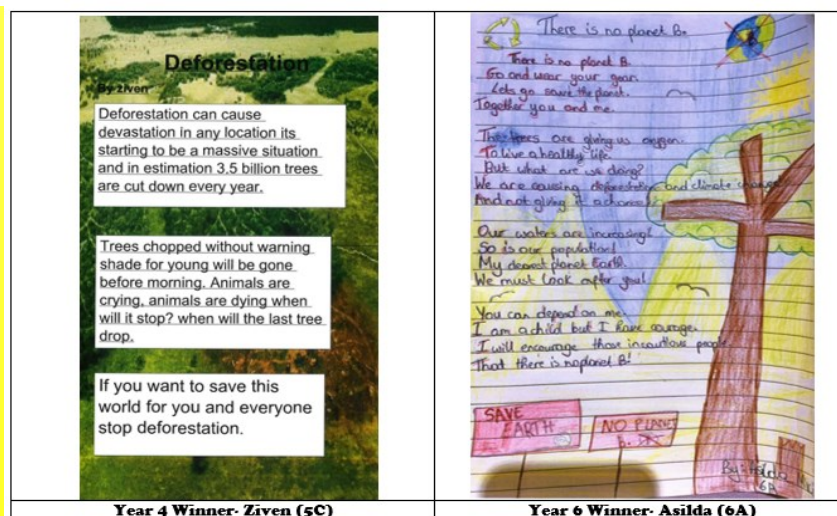 Deforestation
By ziven
Deforestation can cause
devastation in any location its
starting to be a massive situation
and in estimation 3.5 billion trees
are cut down every year.
Trees chopped without warning
shade for young will be gone
before morning. Animals are
crying, animals are dying when
will it stop? when will the last tree
drop.
If you want to save this
world for you and everyone
stop deforestation.
Year 4 Winner- Ziven (5C)
There is no planet B.
There is no planet B.
Go and wear your gear.
Lets go save the planet.
Together you and me.
The trees are giving us oxygen.
To live a healthy life.
But what are we doing?
We are causing deforestation and climate change
And not giving it a chance
Our waters are increasing!
So is our population!
My dearest planet Earth.
We must look after you!
You can depend on me.
I am a child but I have courage.
I will encourage those incautious people
That there is no planet B!
SAVE
EARTH
NO PLANET
B.
By: Asilda
6A
Year 6 Winner- Asilda (6A)